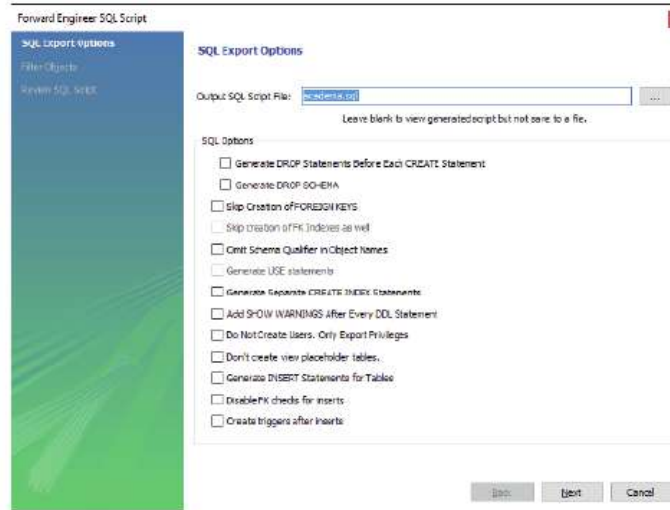 Forward Engineer SQL Script
SQL Export Options
Filter Objects
Review SQL Script
SQL Export Options
Output SQL Script File: academia.sql ...
Leave blank to view generated script but not save to a file.
SQL Options
Generate DROP Statements Before Each CREATE Statement
Generate DROP SCHEMA
Skip Creation of FOREIGN KEYS
Skip creation of FK Indexes as well
Omit Schema Qualifier in Object Names
Generate USE statements
Generate Separate CREATE INDEX Statements
Add SHOW WARNINGS After Every DDL Statement
Do Not Create Users. Only Export Privileges
Don't create view placeholder tables.
Generate INSERT Statements for Tables
Disable FK checks for inserts
Create triggers after inserts
Back Next Cancel